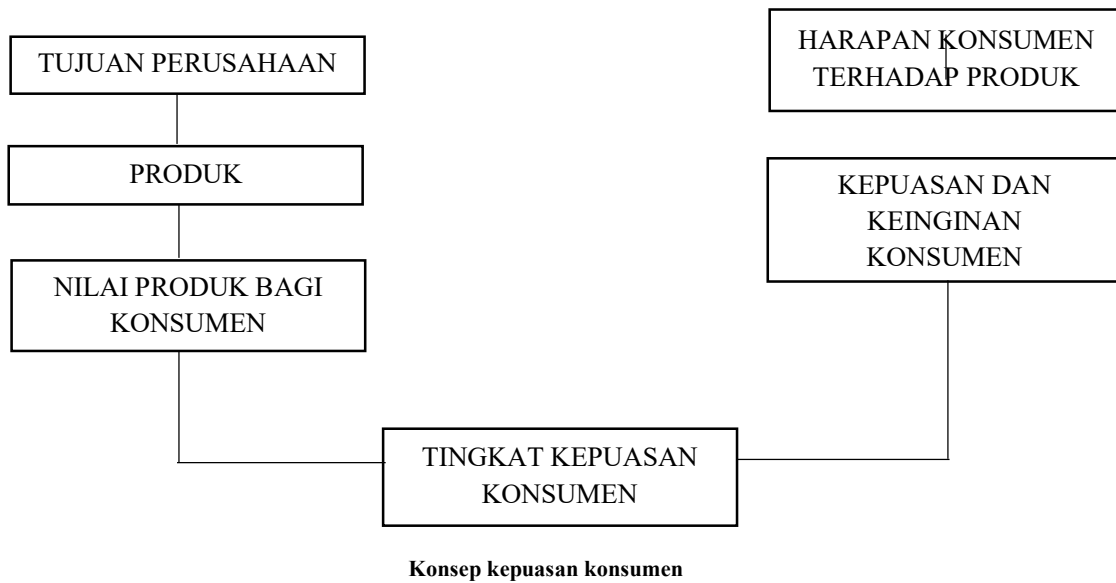 TUJUAN PERUSAHAAN
PRODUK
NILAI PRODUK BAGI
KONSUMEN
HARAPAN KONSUMEN
TERHADAP PRODUK
KEPUASAN DAN
KEINGINAN
KONSUMEN
TINGKAT KEPUASAN
KONSUMEN
Konsep kepuasan konsumen